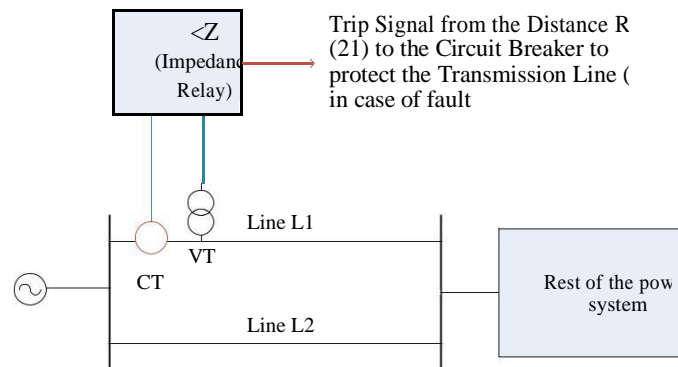 <Z
(Impedanc
Relay)
Trip Signal from the Distance R
(21) to the Circuit Breaker to
protect the Transmission Line (
in case of fault
Line L1
VT
CT
Line L2
Rest of the pow
system